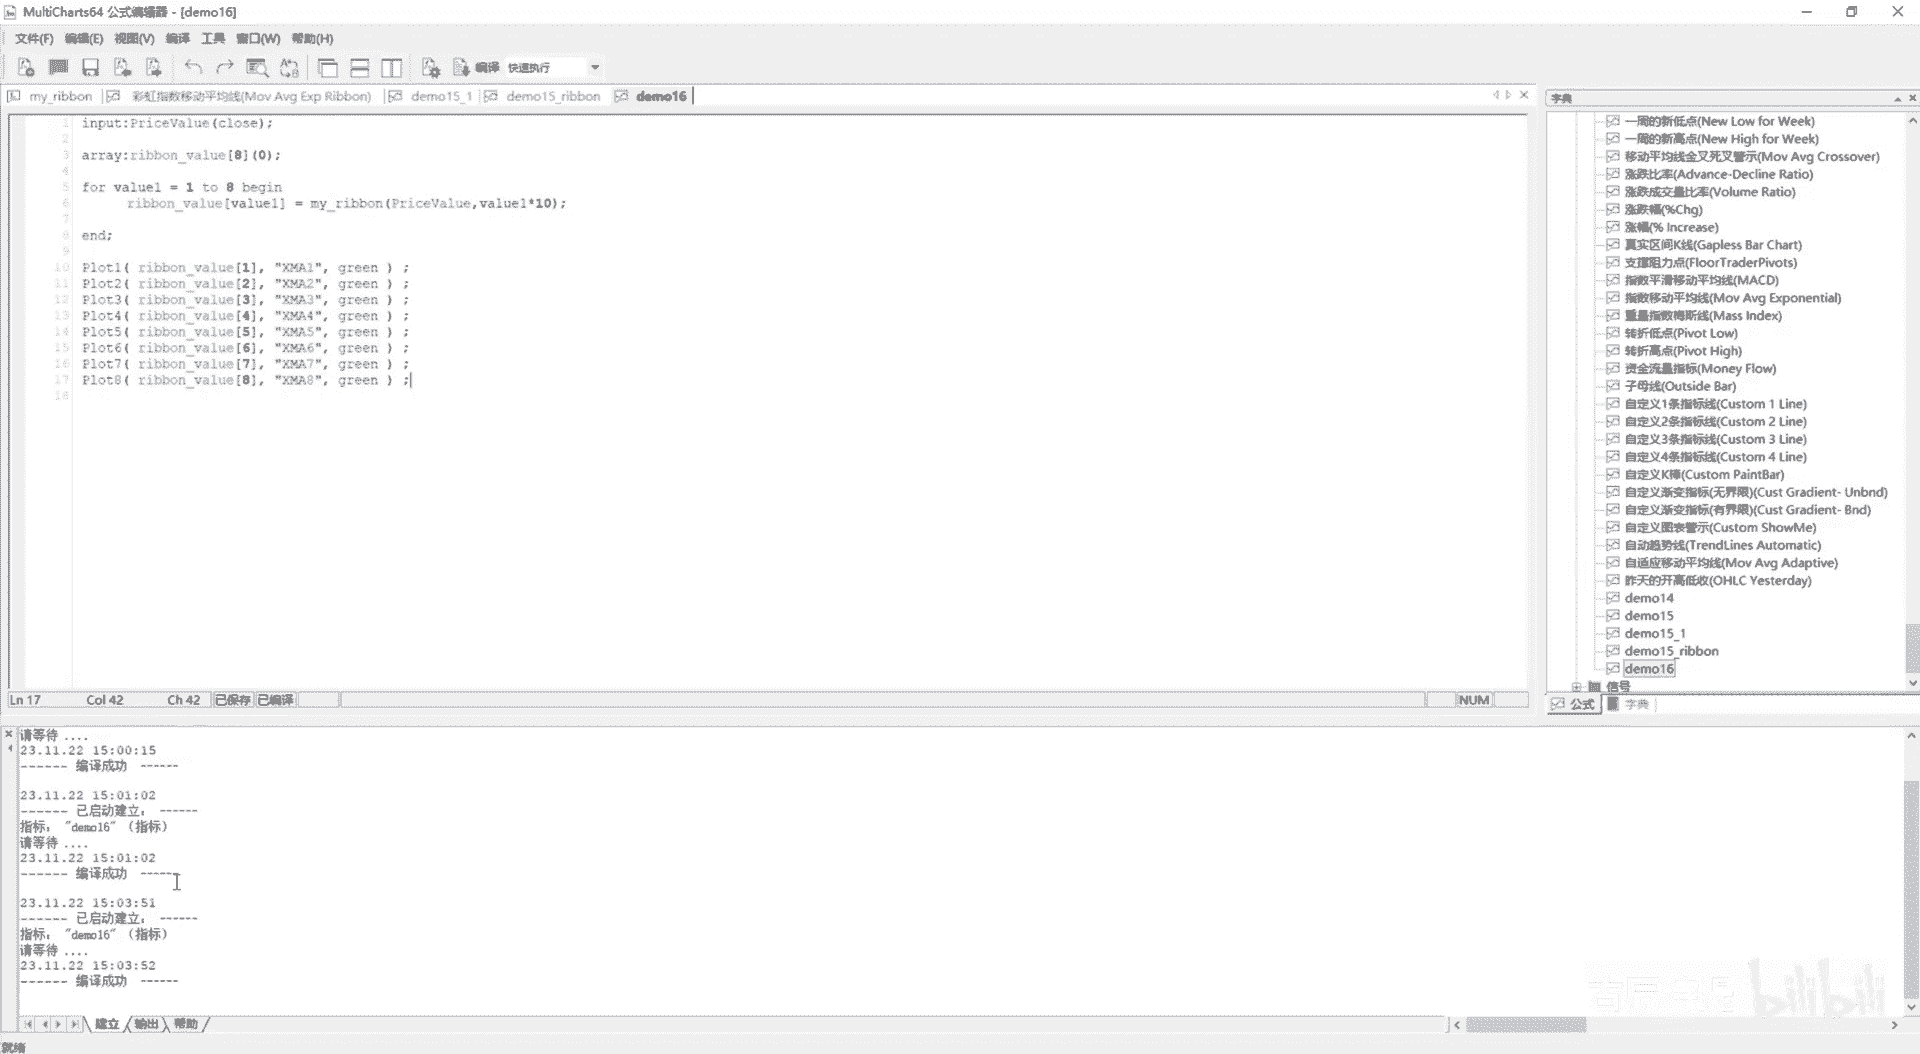 MultiCharts64 公式编辑器 - [demo16]
文件(F) 编辑(E) 视图(V) 编译 工具 窗口(W) 帮助(H)
编译 快速执行
my_ribbon 彩虹指数移动平均线(Mov Avg Exp Ribbon) demo15_1 demo15_ribbon demo16
1 input:PriceValue(close);
2
3 array:ribbon_value[8](0);
4
5 for value1 = 1 to 8 begin
6 ribbon_value[value1] = my_ribbon(PriceValue,value1*10);
7
8 end;
9
10 Plot1( ribbon_value[1], "XMA1", green ) ;
11 Plot2( ribbon_value[2], "XMA2", green ) ;
12 Plot3( ribbon_value[3], "XMA3", green ) ;
13 Plot4( ribbon_value[4], "XMA4", green ) ;
14 Plot5( ribbon_value[5], "XMA5", green ) ;
15 Plot6( ribbon_value[6], "XMA6", green ) ;
16 Plot7( ribbon_value[7], "XMA7", green ) ;
17 Plot8( ribbon_value[8], "XMA8", green ) ;
18
Ln 17 Col 42 Ch 42 已保存 已编译 NUM
字典
一周的新低点(New Low for Week)
一周的新高点(New High for Week)
移动平均线金叉死叉警示(Mov Avg Crossover)
涨跌比率(Advance-Decline Ratio)
涨跌成交量比率(Volume Ratio)
涨跌幅(%Chg)
涨幅(% Increase)
真实区间K线(Gapless Bar Chart)
支撑阻力点(FloorTraderPivots)
指数平滑移动平均线(MACD)
指数移动平均线(Mov Avg Exponential)
重量指数梅斯线(Mass Index)
转折低点(Pivot Low)
转折高点(Pivot High)
资金流量指标(Money Flow)
子母线(Outside Bar)
自定义1条指标线(Custom 1 Line)
自定义2条指标线(Custom 2 Line)
自定义3条指标线(Custom 3 Line)
自定义4条指标线(Custom 4 Line)
自定义K棒(Custom PaintBar)
自定义渐变指标(无界限)(Cust Gradient- Unbnd)
自定义渐变指标(有界限)(Cust Gradient- Bnd)
自定义图表警示(Custom ShowMe)
自动趋势线(TrendLines Automatic)
自适应移动平均线(Mov Avg Adaptive)
昨天的开高低收(OHLC Yesterday)
demo14
demo15
demo15_1
demo15_ribbon
demo16
信号
公式 字典
请等待 ....
23.11.22 15:00:15
------ 编译成功 ------
23.11.22 15:01:02
------ 已启动建立: ------
指标: "demo16" (指标)
请等待 ....
23.11.22 15:01:02
------ 编译成功 ------
23.11.22 15:03:51
------ 已启动建立: ------
指标: "demo16" (指标)
请等待 ....
23.11.22 15:03:52
------ 编译成功 ------
建立 输出 帮助
bilibili
就绪